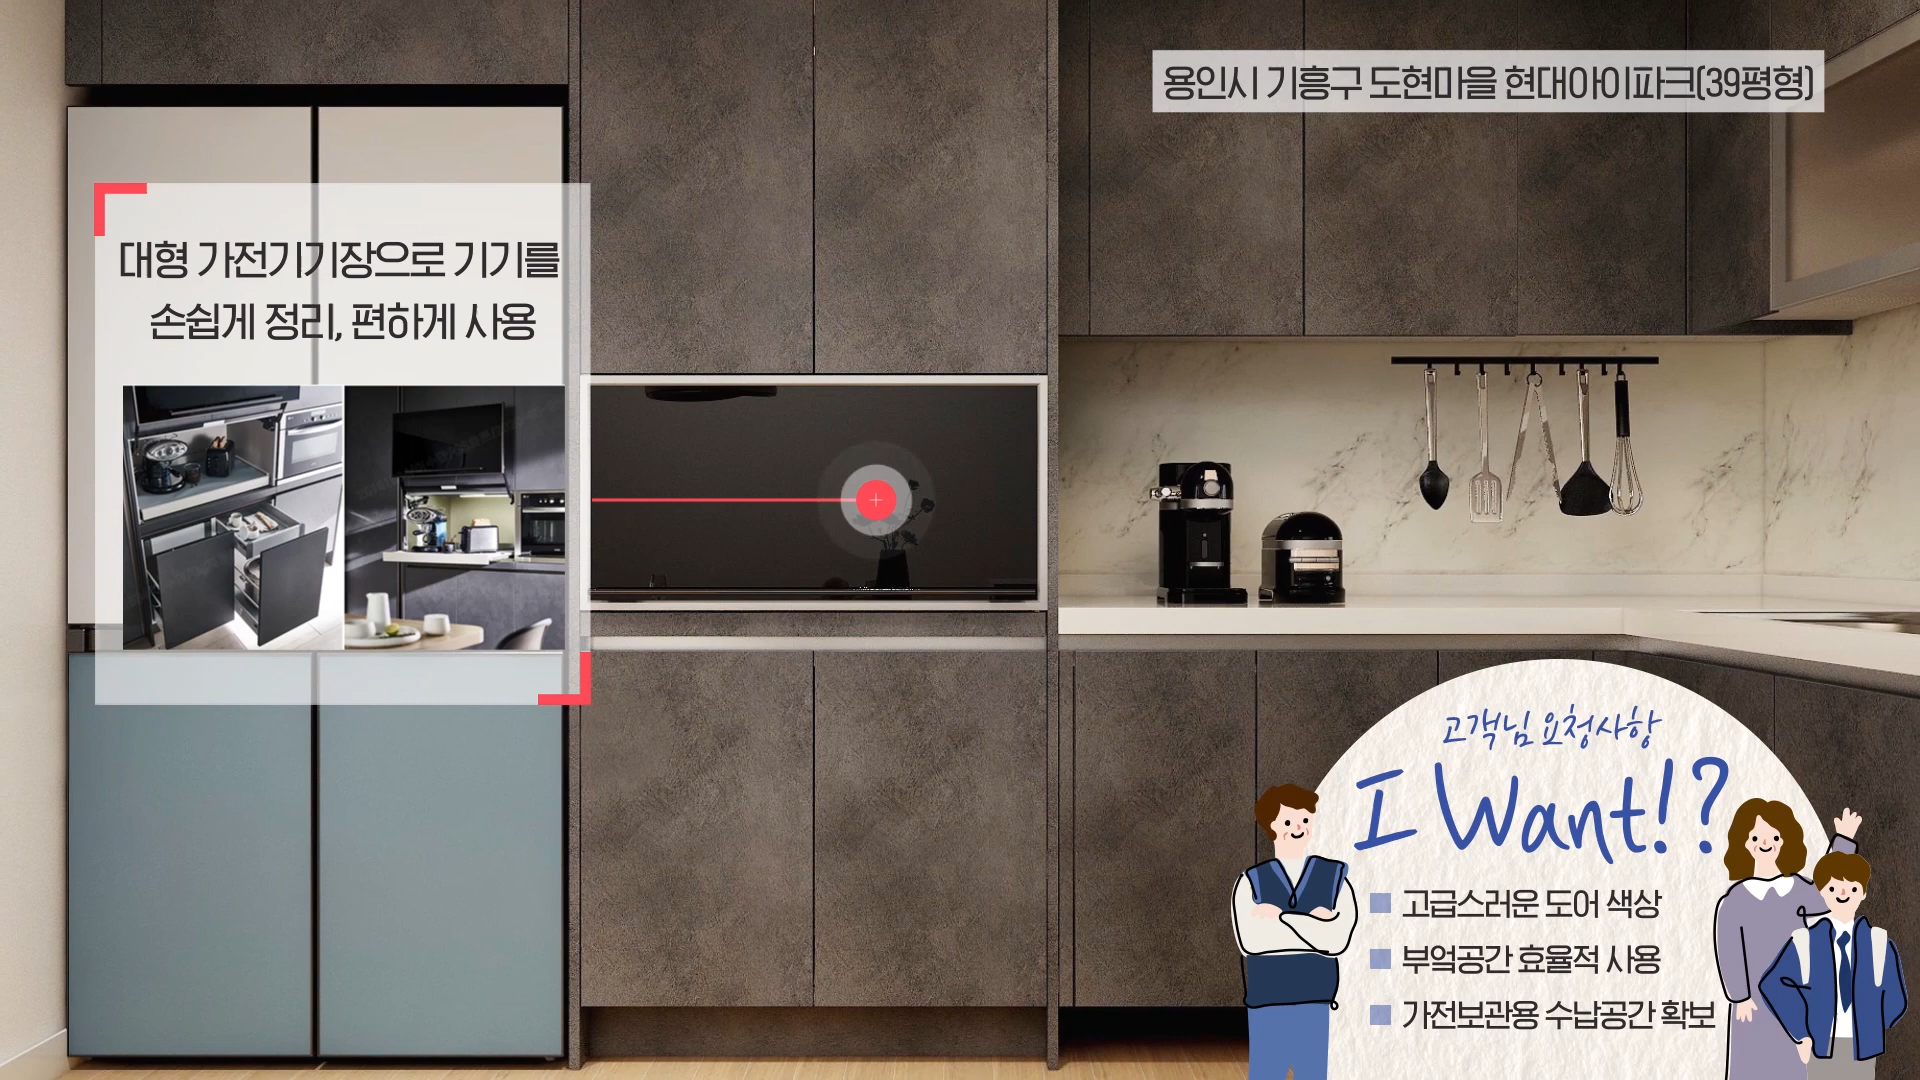 용인시 기흥구 도현마을 현대아이파크(39평형)
대형 가전기기장으로 기기를
손쉽게 정리, 편하게 사용
고객님 요청사항
I Want!?
고급스러운 도어 색상
부엌공간 효율적 사용
가전보관용 수납공간 확보